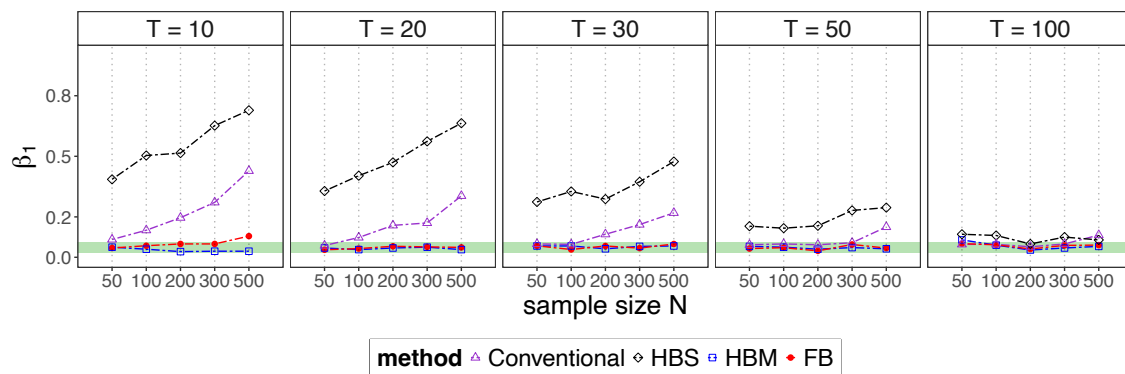 T = 10 T = 20 T = 30 T = 50 T = 100
0.8
0.5
0.2
0.0
β1
50 100 200 300 500 50 100 200 300 500 50 100 200 300 500 50 100 200 300 500 50 100 200 300 500
sample size N
method Conventional HBS HBM FB